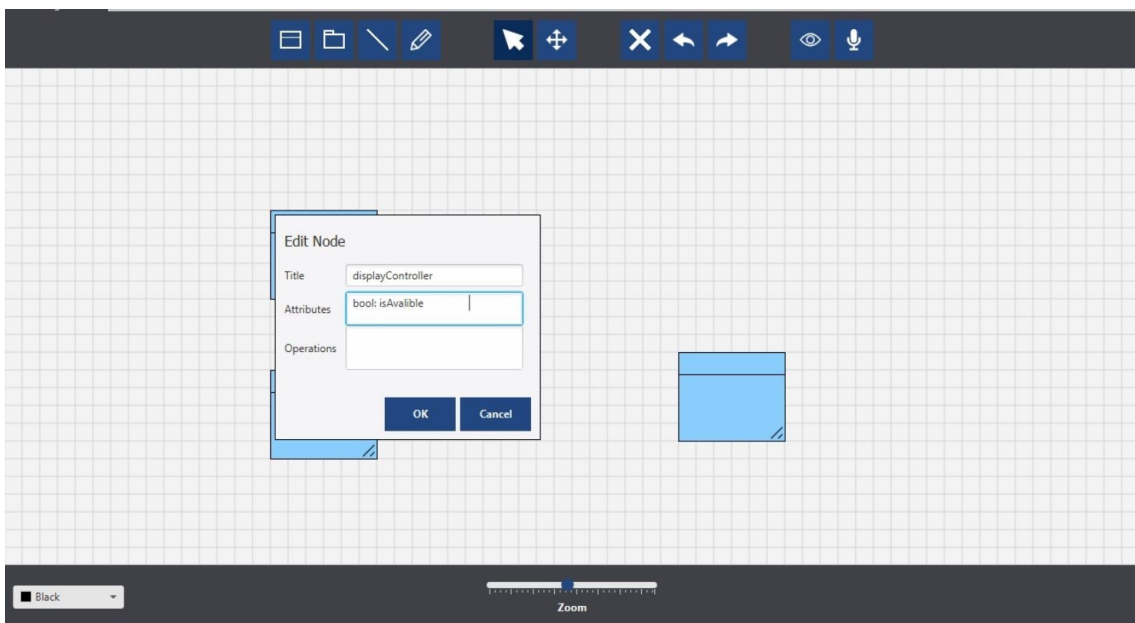 Edit Node
Title displayController
Attributes bool: isAvalible
Operations
OK Cancel
Black
Zoom